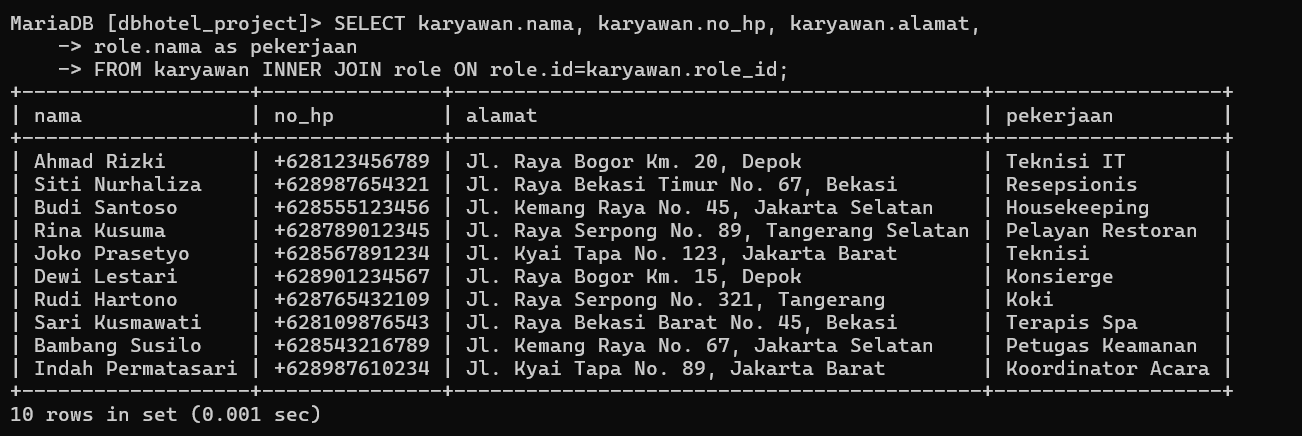 MariaDB [dbhotel_project]> SELECT karyawan.nama, karyawan.no_hp, karyawan.alamat,
    -> role.nama as pekerjaan
    -> FROM karyawan INNER JOIN role ON role.id=karyawan.role_id;
+-------------------+---------------+--------------------------------------------+-------------------+
| nama              | no_hp         | alamat                                     | pekerjaan         |
+-------------------+---------------+--------------------------------------------+-------------------+
| Ahmad Rizki       | +628123456789 | Jl. Raya Bogor Km. 20, Depok               | Teknisi IT        |
| Siti Nurhaliza    | +628987654321 | Jl. Raya Bekasi Timur No. 67, Bekasi       | Resepsionis       |
| Budi Santoso      | +628555123456 | Jl. Kemang Raya No. 45, Jakarta Selatan    | Housekeeping      |
| Rina Kusuma       | +628789012345 | Jl. Raya Serpong No. 89, Tangerang Selatan | Pelayan Restoran  |
| Joko Prasetyo     | +628567891234 | Jl. Kyai Tapa No. 123, Jakarta Barat       | Teknisi           |
| Dewi Lestari      | +628901234567 | Jl. Raya Bogor Km. 15, Depok               | Konsierge         |
| Rudi Hartono      | +628765432109 | Jl. Raya Serpong No. 321, Tangerang        | Koki              |
| Sari Kusmawati    | +628109876543 | Jl. Raya Bekasi Barat No. 45, Bekasi       | Terapis Spa       |
| Bambang Susilo    | +628543216789 | Jl. Kemang Raya No. 67, Jakarta Selatan    | Petugas Keamanan  |
| Indah Permatasari | +628987610234 | Jl. Kyai Tapa No. 89, Jakarta Barat        | Koordinator Acara |
+-------------------+---------------+--------------------------------------------+-------------------+
10 rows in set (0.001 sec)